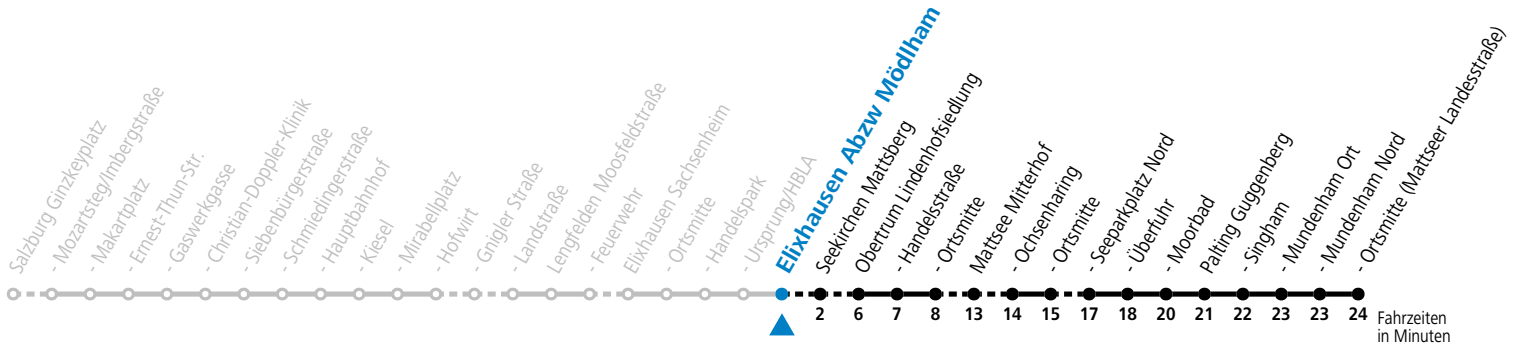 Salzburg Ginzkeyplatz
- Mozartsteg/Imbergstraße
- Makartplatz
- Ernest-Thun-Str.
- Gaswerkgasse
- Christian-Doppler-Klinik
- Siebenbürgerstraße
- Schmiedingerstraße
- Hauptbahnhof
- Kiesel
- Mirabellplatz
- Hofwirt
- Gnigler Straße
- Landstraße
Lengfelden Moosfeldstraße
- Feuerwehr
Elixhausen Sachsenheim
- Ortsmitte
- Handelspark
- Ursprung/HBLA
Elixhausen Abzw Mödlham
Seekirchen Mattsberg
Obertrum Lindenhofsiedlung
- Handelsstraße
- Ortsmitte
Mattsee Mitterhof
- Ochsenharing
- Ortsmitte
- Seeparkplatz Nord
- Überfuhr
- Moorbad
Palting Guggenberg
- Singham
- Mundenham Ort
- Mundenham Nord
- Ortsmitte (Mattseer Landesstraße)
2 6 7 8 13 14 15 17 18 20 21 22 23 23 24
Fahrzeiten
in Minuten